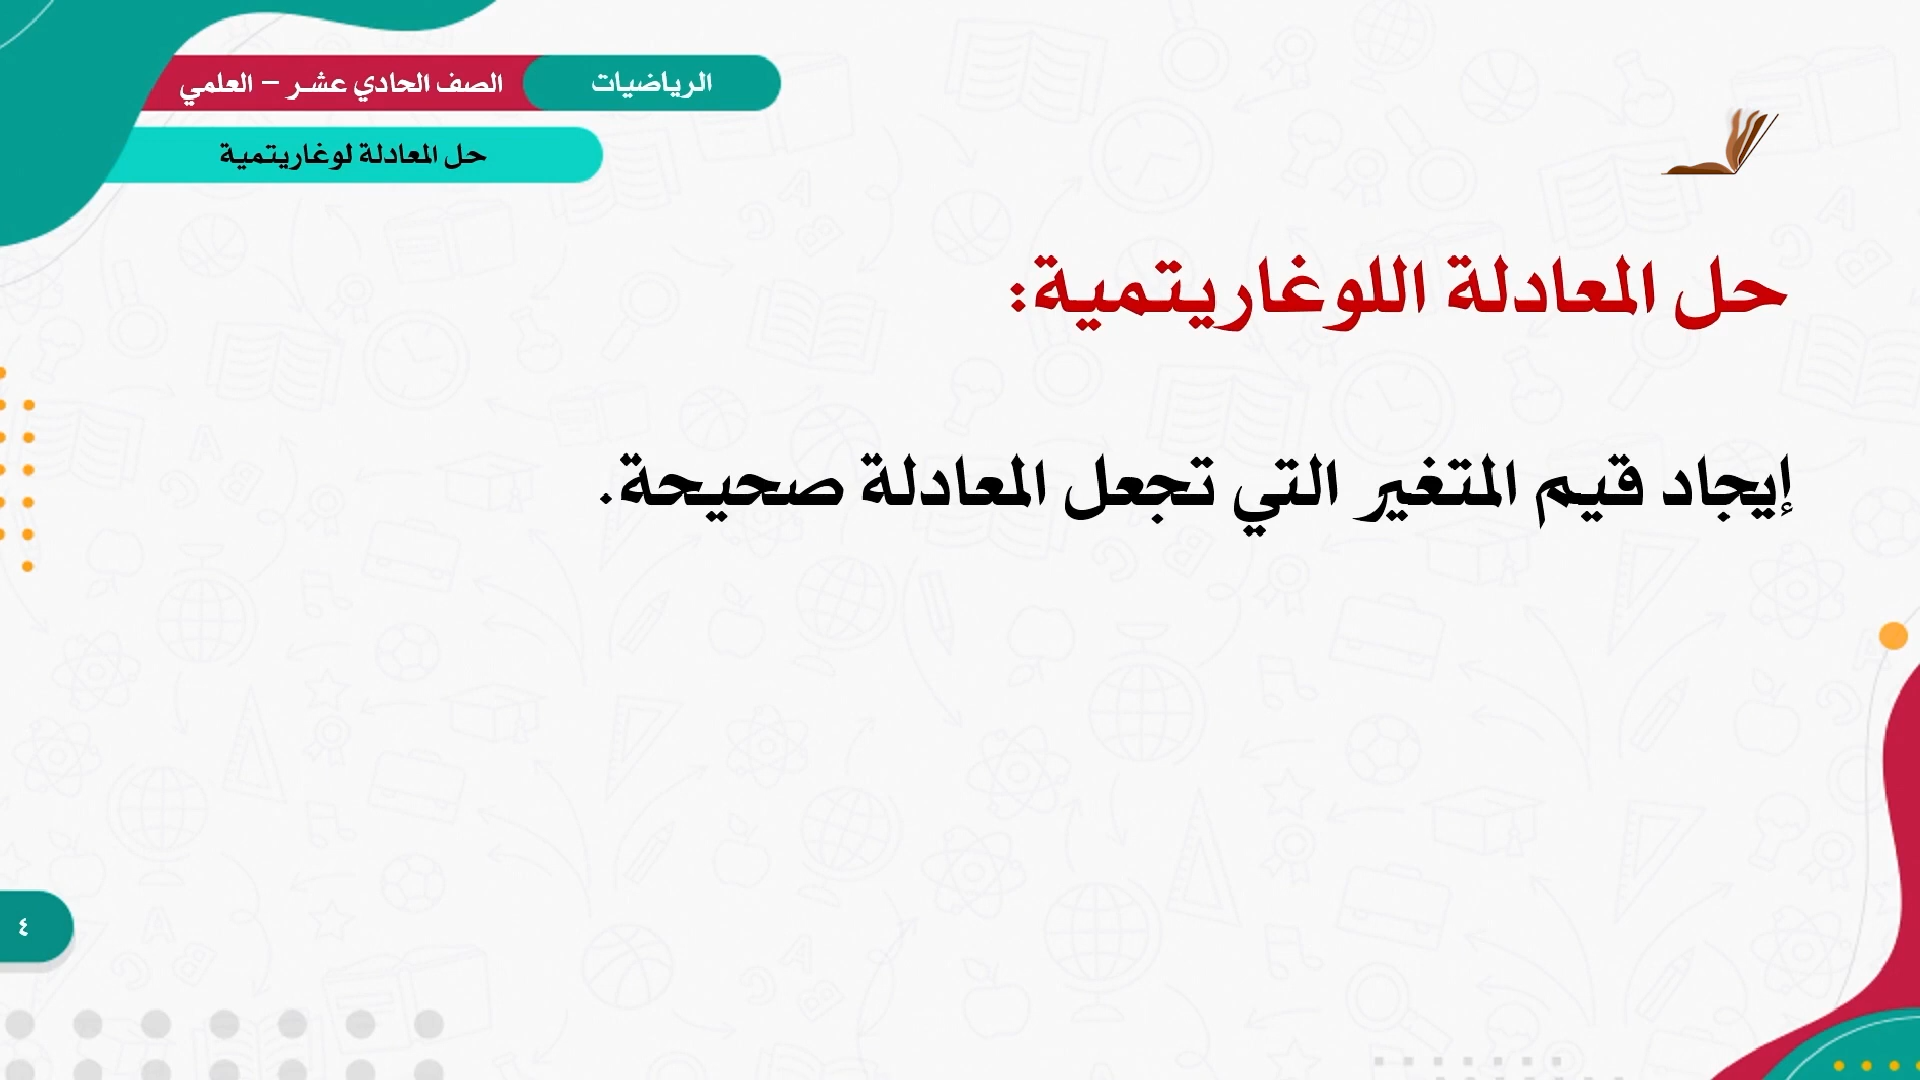 الرياضيات
الصف الحادي عشر – العلمي
حل المعادلة لوغاريتمية
حل المعادلة اللوغاريتمية:
إيجاد قيم المتغير التي تجعل المعادلة صحيحة.
٤